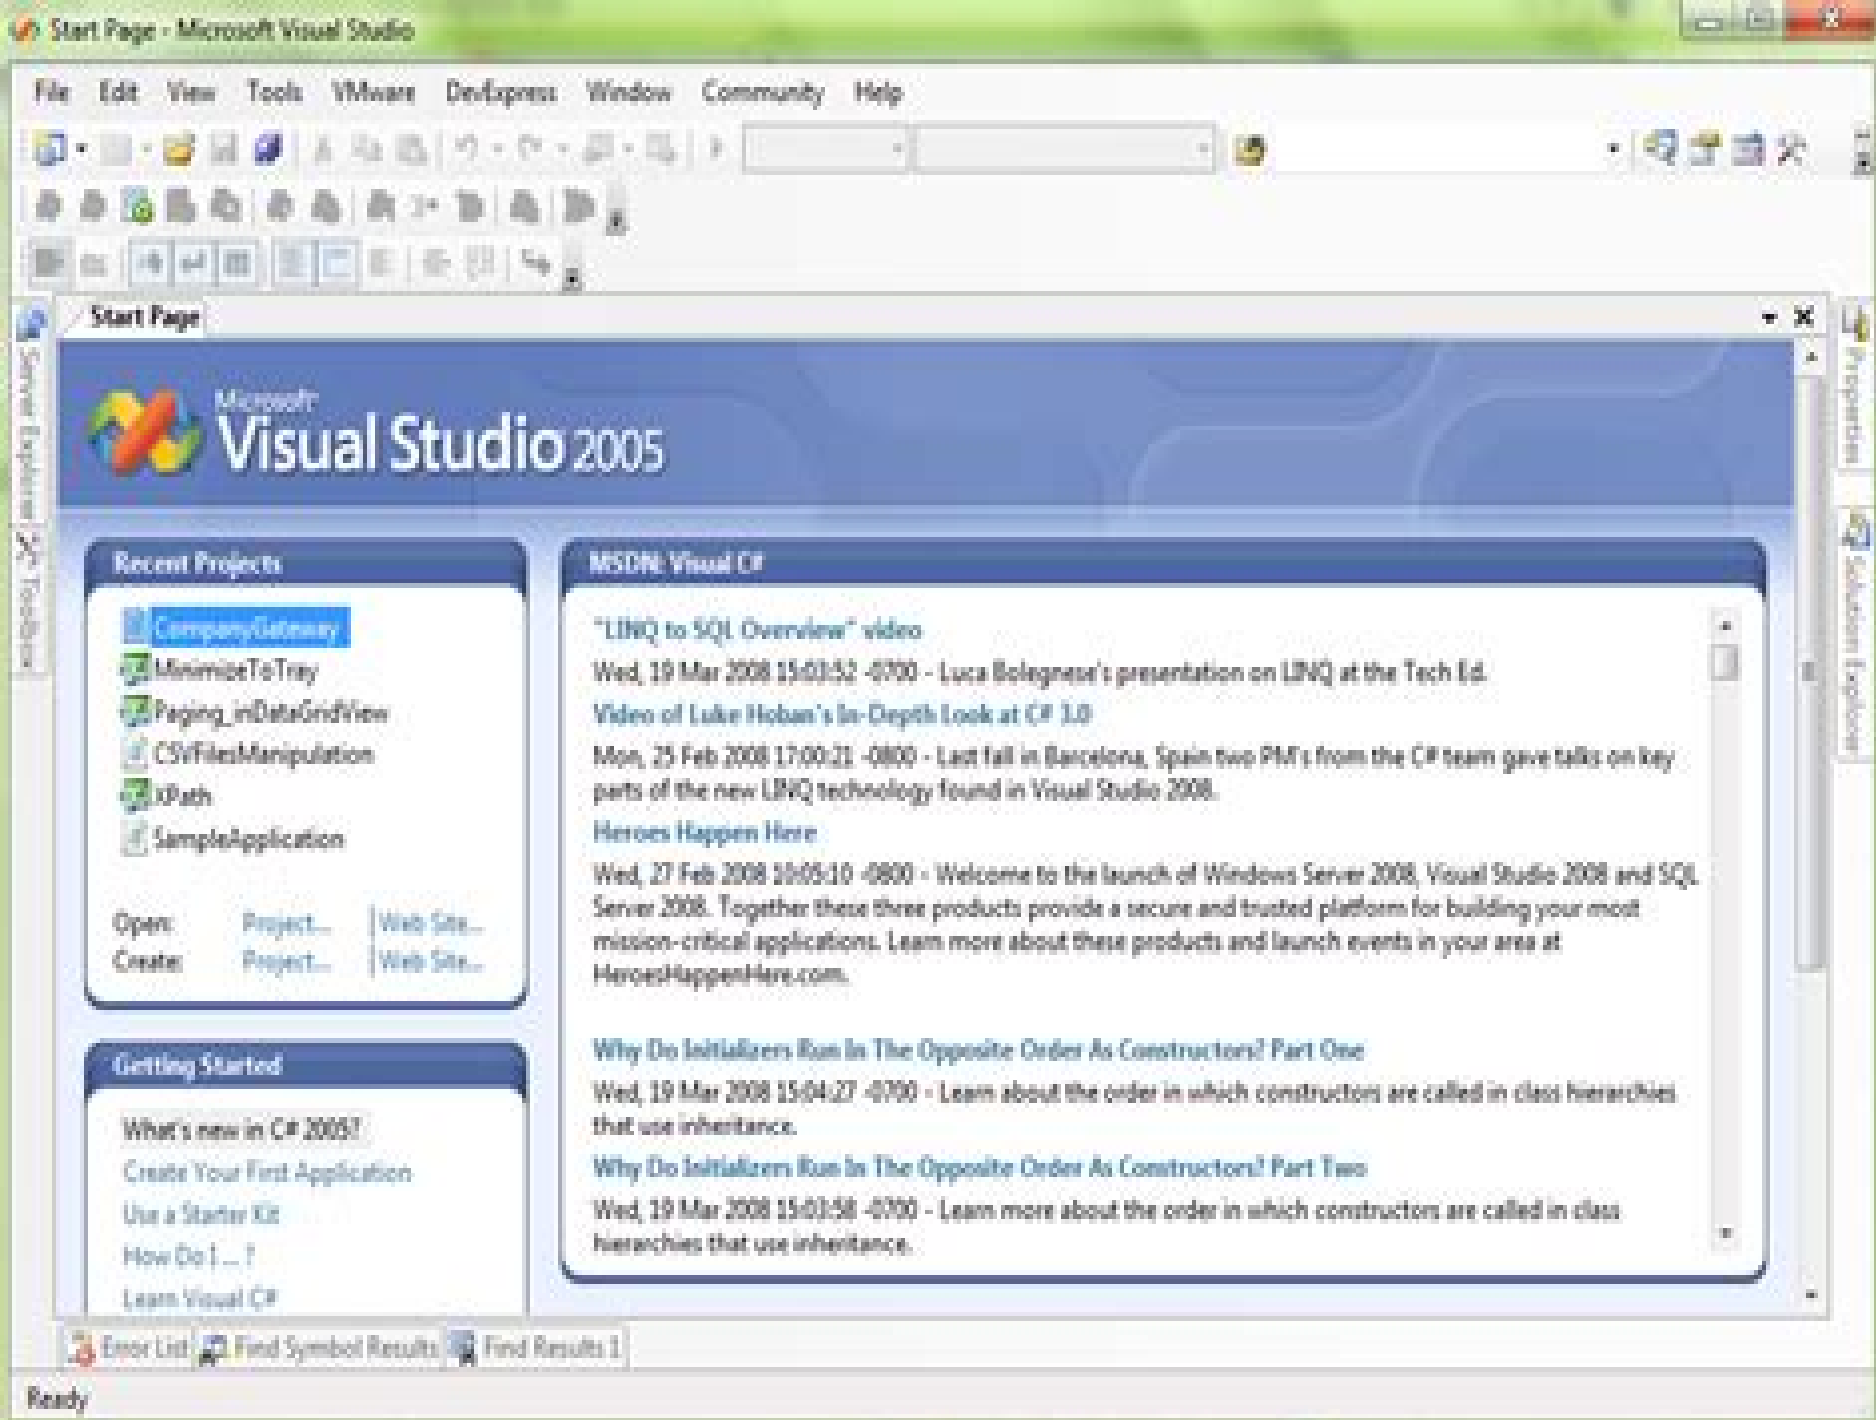 Start Page - Microsoft Visual Studio
File Edit View Tools VMware DevExpress Window Community Help
Start Page
Server Explorer
Toolbox
Properties
Solution Explorer
Microsoft
Visual Studio 2005
Recent Projects
CompanyGateway
MinimizeToTray
Paging_inDataGridView
CSVFilesManipulation
XPath
SampleApplication
Open: Project... Web Site...
Create: Project... Web Site...
Getting Started
What's new in C# 2005?
Create Your First Application
Use a Starter Kit
How Do I ... ?
Learn Visual C#
MSDN: Visual C#
"LINQ to SQL Overview" video
Wed, 19 Mar 2008 15:03:52 -0700 - Luca Bolegnese's presentation on LINQ at the Tech Ed.
Video of Luke Hoban's In-Depth Look at C# 3.0
Mon, 25 Feb 2008 17:00:21 -0800 - Last fall in Barcelona, Spain two PM's from the C# team gave talks on key
parts of the new LINQ technology found in Visual Studio 2008.
Heroes Happen Here
Wed, 27 Feb 2008 10:05:10 -0800 - Welcome to the launch of Windows Server 2008, Visual Studio 2008 and SQL
Server 2008. Together these three products provide a secure and trusted platform for building your most
mission-critical applications. Learn more about these products and launch events in your area at
HeroesHappenHere.com.
Why Do Initializers Run In The Opposite Order As Constructors? Part One
Wed, 19 Mar 2008 15:04:27 -0700 - Learn about the order in which constructors are called in class hierarchies
that use inheritance.
Why Do Initializers Run In The Opposite Order As Constructors? Part Two
Wed, 19 Mar 2008 15:03:58 -0700 - Learn more about the order in which constructors are called in class
hierarchies that use inheritance.
Error List Find Symbol Results Find Results 1
Ready